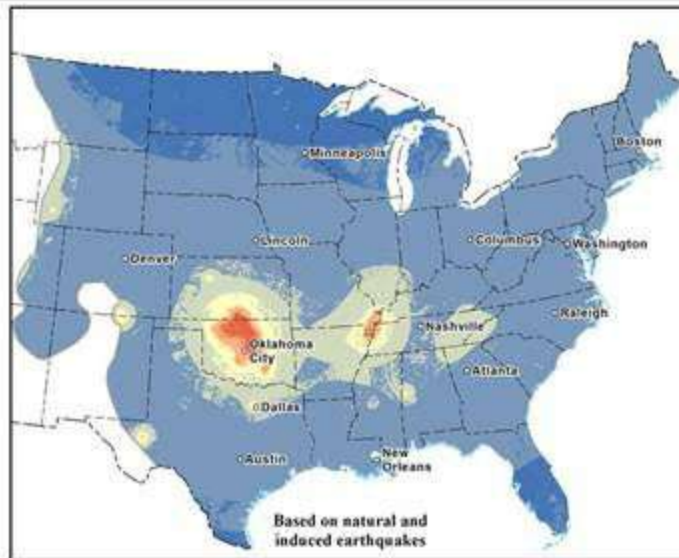 Boston
Minneapolis
Lincoln
Columbus
Washington
Denver
Nashville
Raleigh
Oklahoma
City
Atlanta
Dallas
Austin
New
Orleans
Based on natural and
induced earthquakes